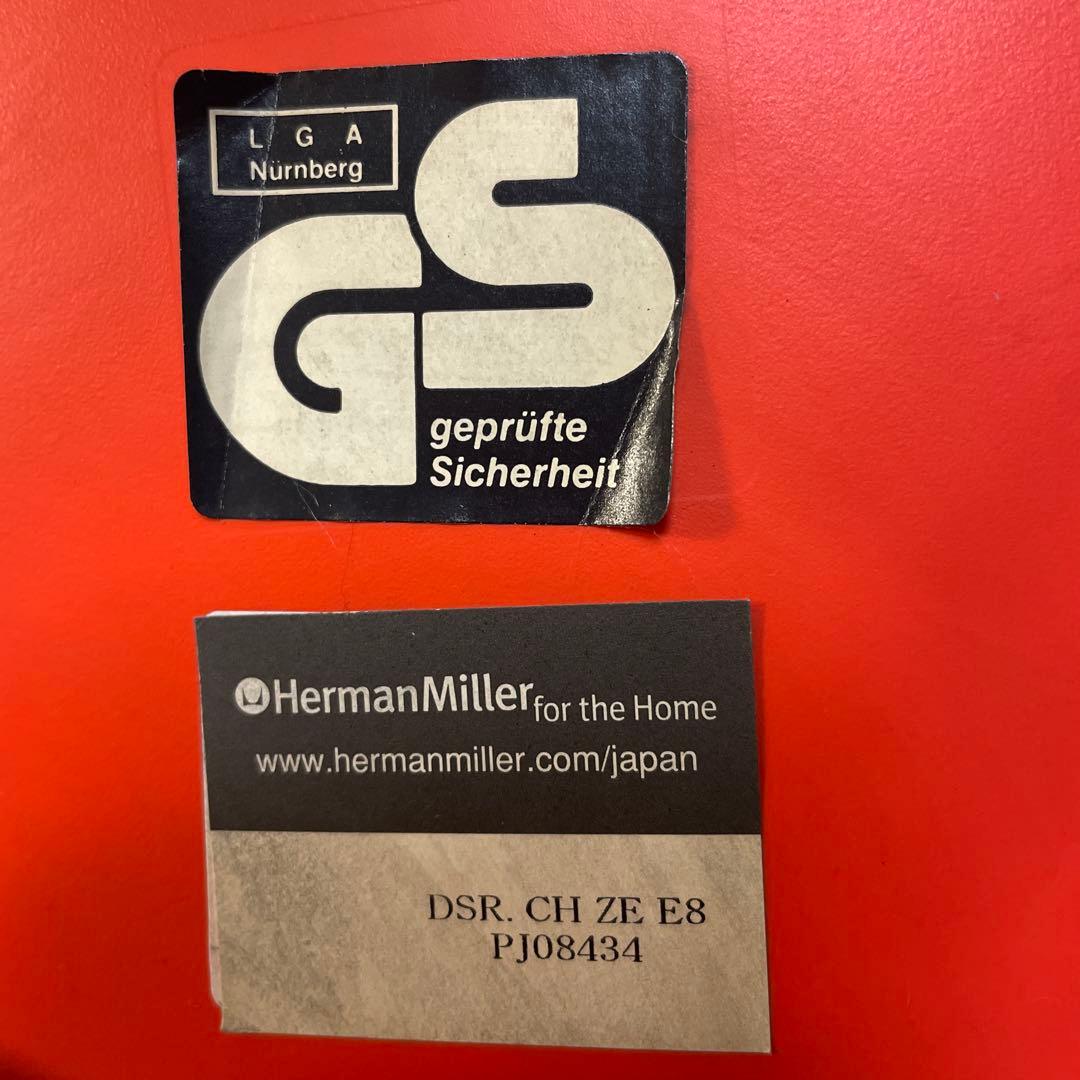 L G A
Nürnberg
GS
geprüfte
Sicherheit
HermanMiller for the Home
www.hermanmiller.com/japan
DSR. CH ZE E8
PJ08434